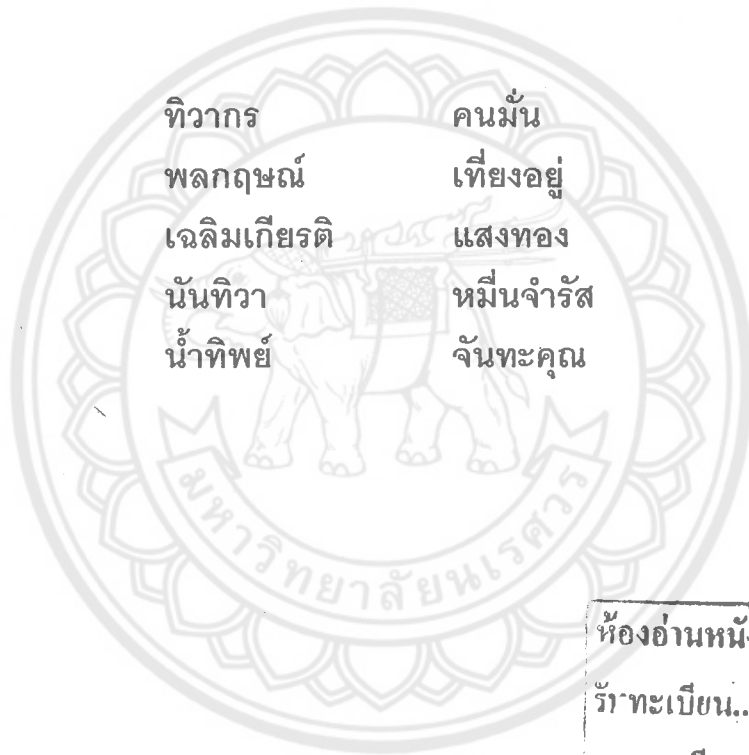 ทิวากร คนมั่น
พลกฤษณ์ เที่ยงอยู่
เฉลิมเกียรติ แสงทอง
นันทิวา หมื่นจำรัส
น้ำทิพย์ จันทะคุณ
มหาวิทยาลัยนเรศวร
ห้องอ่าน